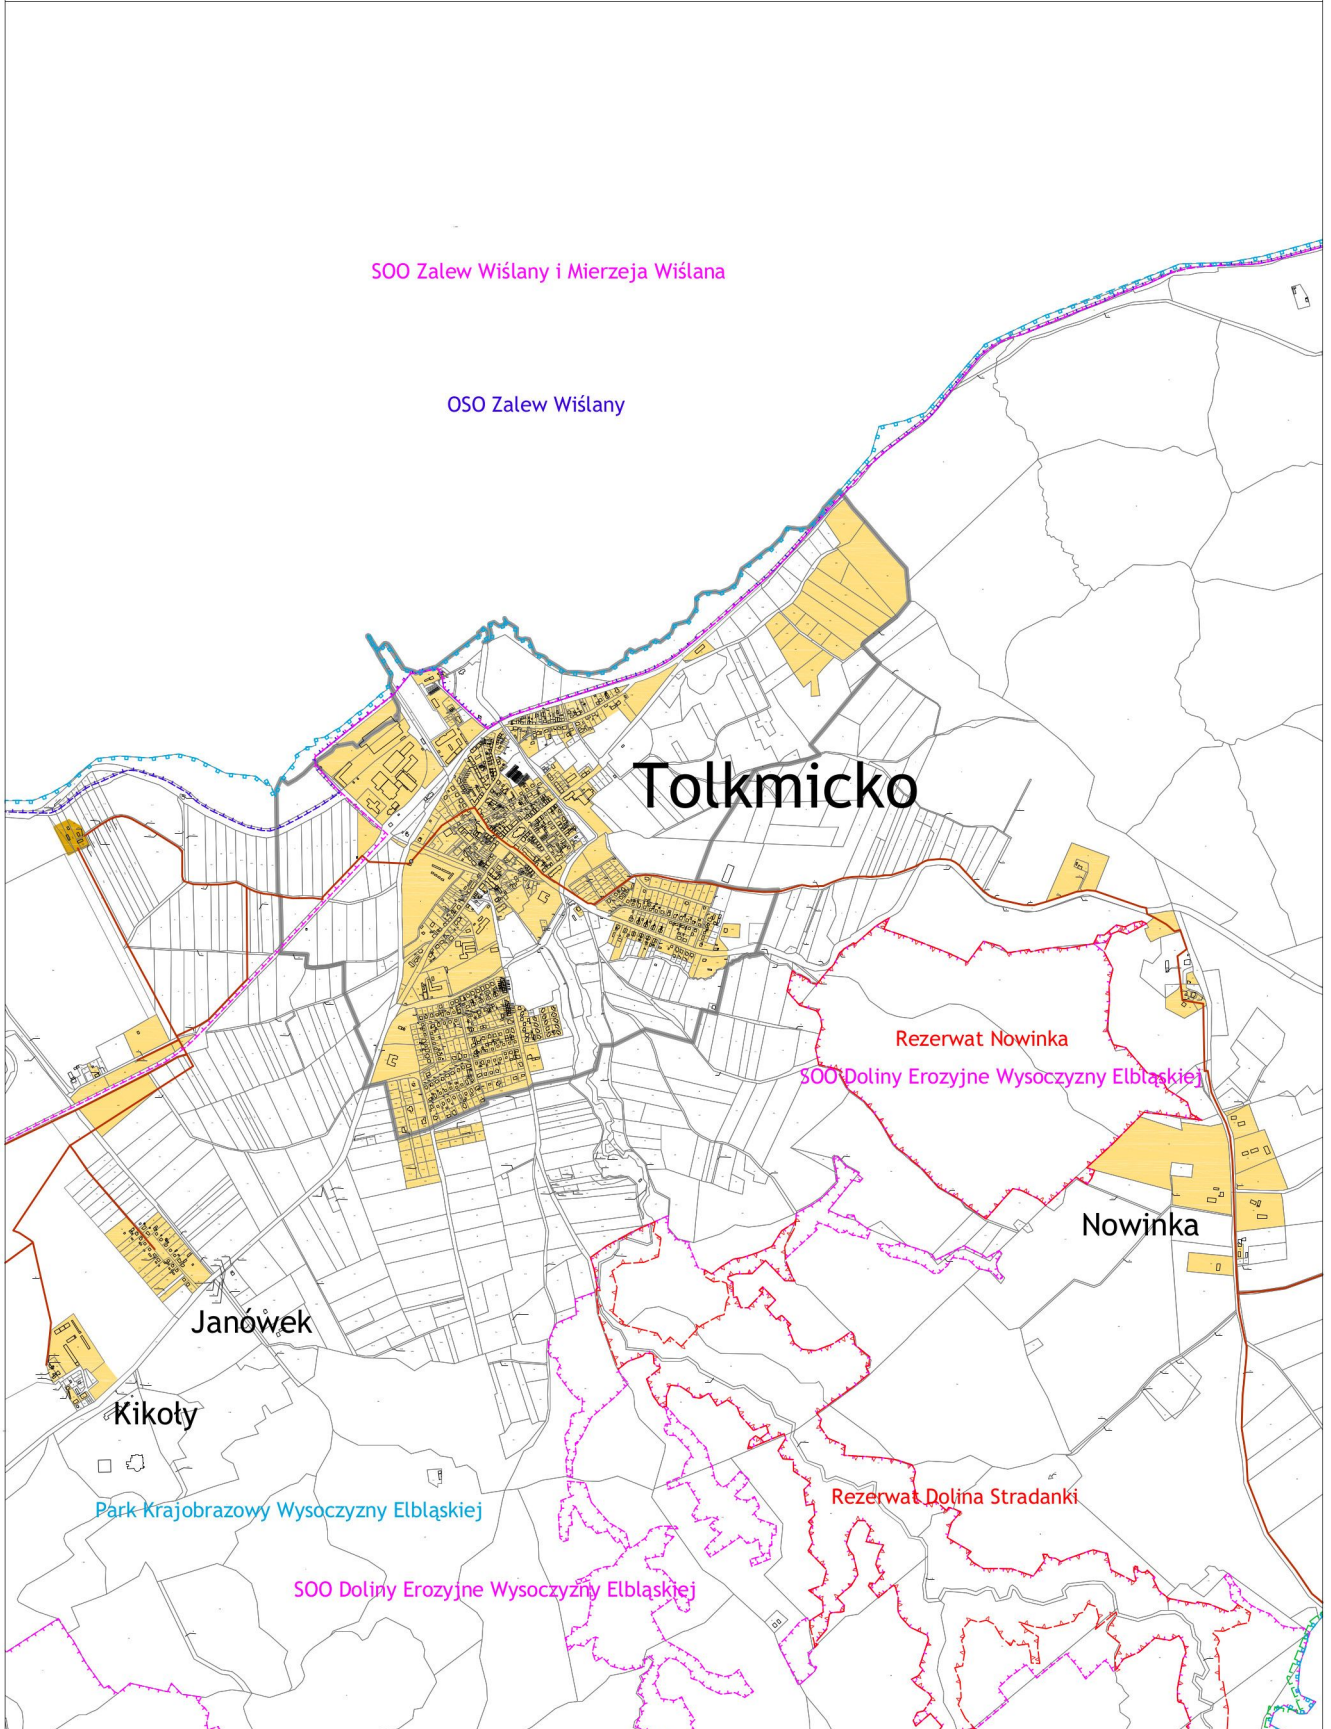 SOO Zalew Wiślany i Mierzeja Wiślana
OSO Zalew Wiślany
Tolkmicko
Rezerwat Nowinka
SOO Doliny Erozyjne Wysoczyzny Elbląskiej
Nowinka
Janówek
Kikoły
Rezerwat Dolina Stradanki
Park Krajobrazowy Wysoczyzny Elbląskiej
SOO Doliny Erozyjne Wysoczyzny Elbląskiej